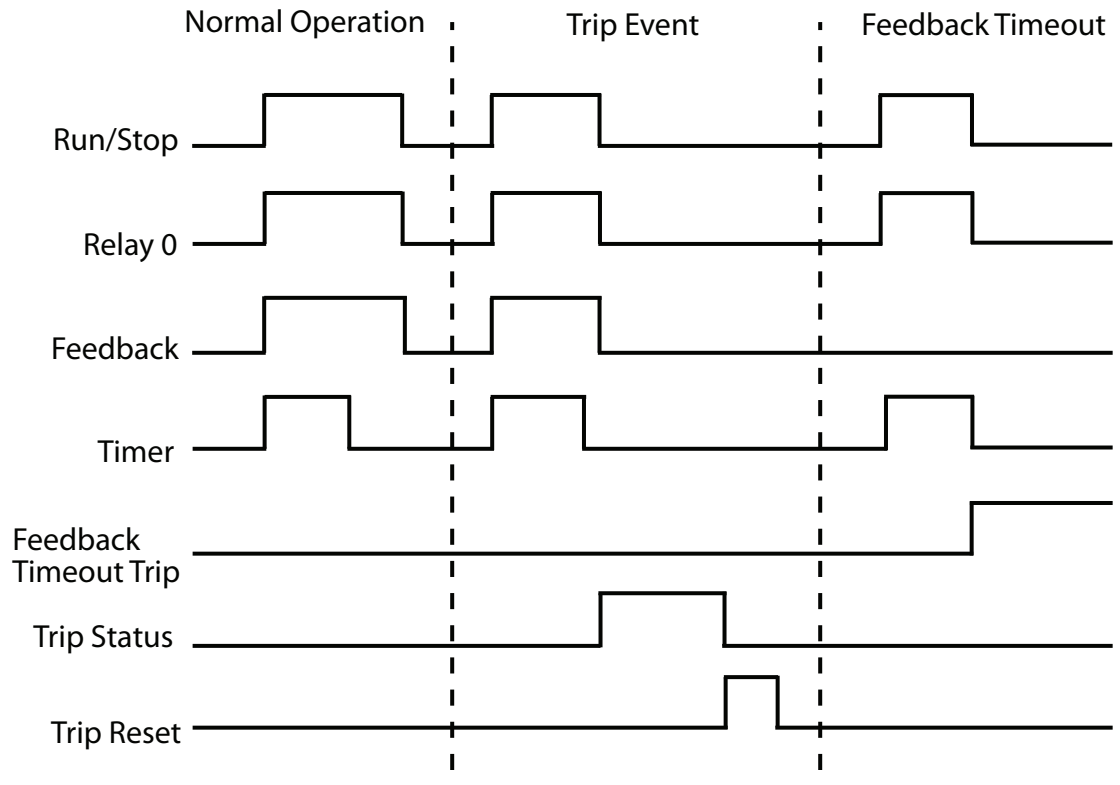 Normal Operation
Trip Event
Feedback Timeout
Run/Stop
Relay 0
Feedback
Timer
Feedback
Timeout Trip
Trip Status
Trip Reset